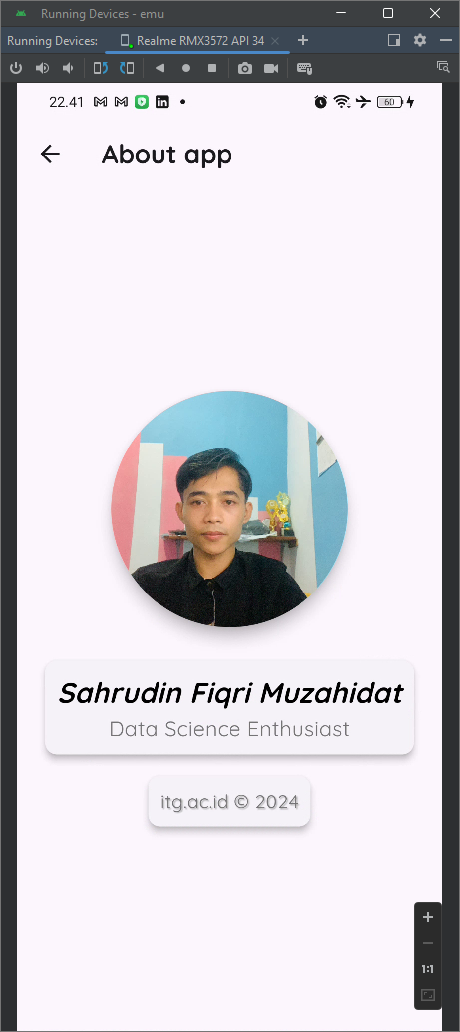 Running Devices - emu
Running Devices: Realme RMX3572 API 34
22.41 60
About app
Sahrudin Fiqri Muzahidat
Data Science Enthusiast
itg.ac.id © 2024
1:1